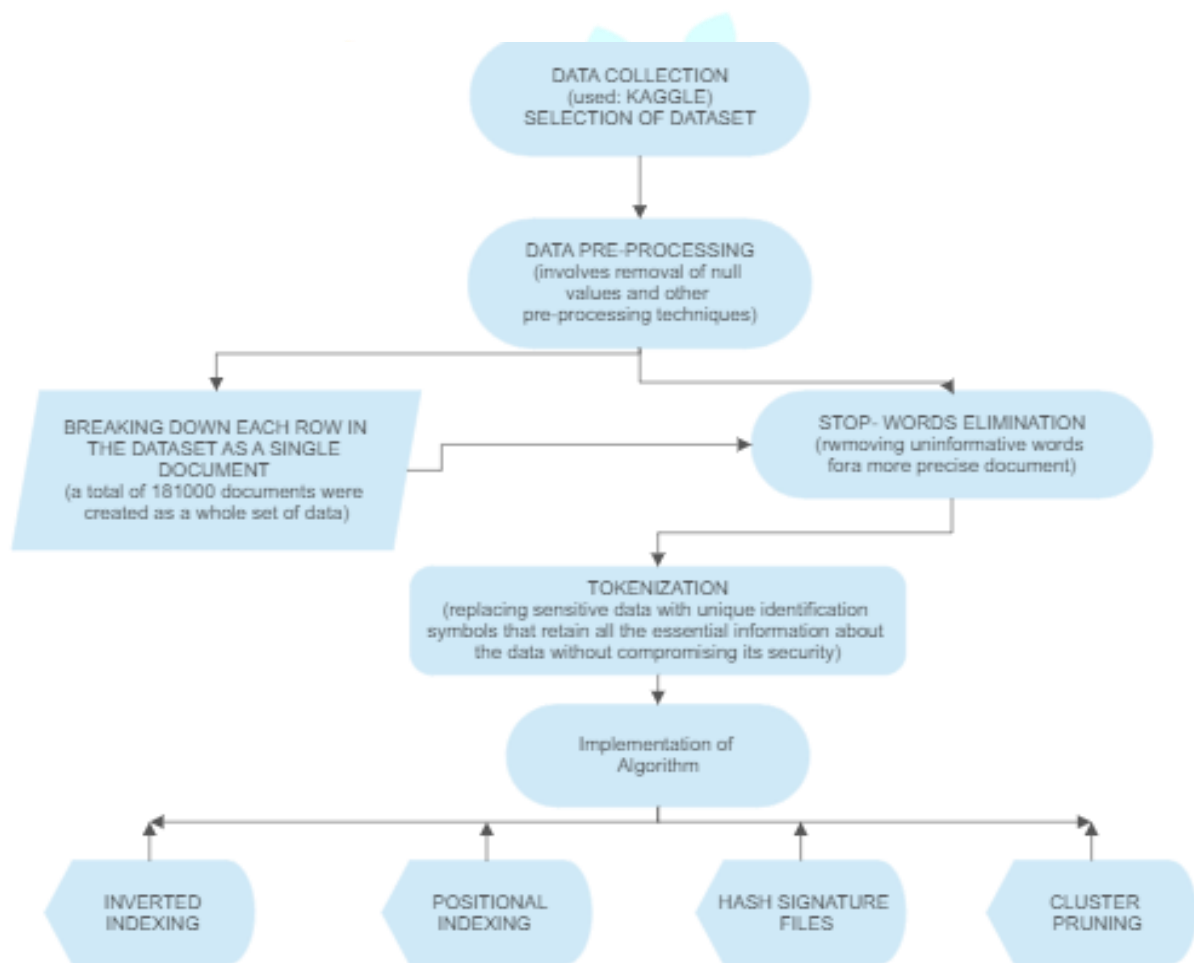 DATA COLLECTION
(used: KAGGLE)
SELECTION OF DATASET
DATA PRE-PROCESSING
(involves removal of null
values and other
pre-processing techniques)
BREAKING DOWN EACH ROW IN
THE DATASET AS A SINGLE
DOCUMENT
(a total of 181000 documents were
created as a whole set of data)
STOP- WORDS ELIMINATION
(rwmoving uninformative words
fora more precise document)
TOKENIZATION
(replacing sensitive data with unique identification
symbols that retain all the essential information about
the data without compromising its security)
Implementation of
Algorithm
INVERTED
INDEXING
POSITIONAL
INDEXING
HASH SIGNATURE
FILES
CLUSTER
PRUNING